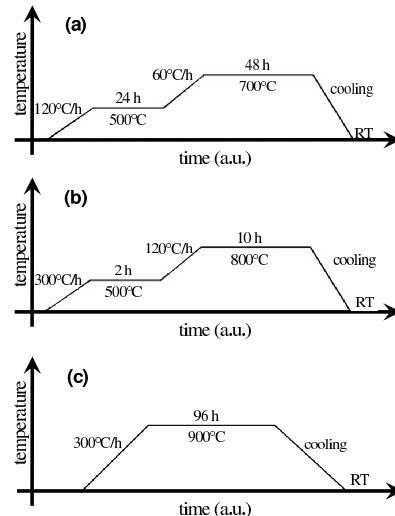 (a)
temperature
120°C/h
24 h
500°C
60°C/h
48 h
700°C
cooling
RT
time (a.u.)
(b)
temperature
300°C/h
2 h
500°C
120°C/h
10 h
800°C
cooling
RT
time (a.u.)
(c)
temperature
300°C/h
96 h
900°C
cooling
RT
time (a.u.)